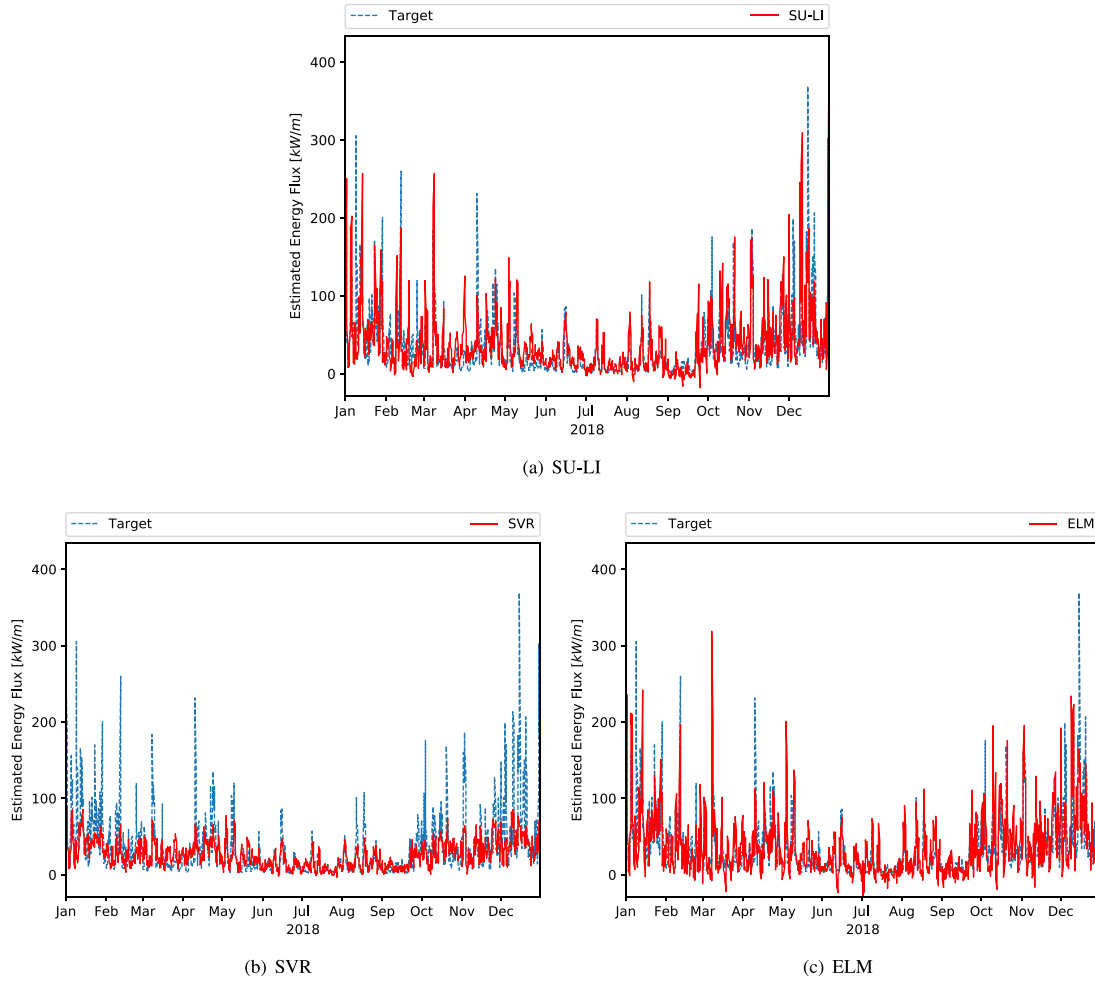 Target SU-LI
Estimated Energy Flux [kW/m]
400
300
200
100
0
Jan Feb Mar Apr May Jun Jul Aug Sep Oct Nov Dec
2018
(a) SU-LI
Target SVR
Estimated Energy Flux [kW/m]
400
300
200
100
0
Jan Feb Mar Apr May Jun Jul Aug Sep Oct Nov Dec
2018
(b) SVR
Target ELM
Estimated Energy Flux [kW/m]
400
300
200
100
0
Jan Feb Mar Apr May Jun Jul Aug Sep Oct Nov Dec
2018
(c) ELM